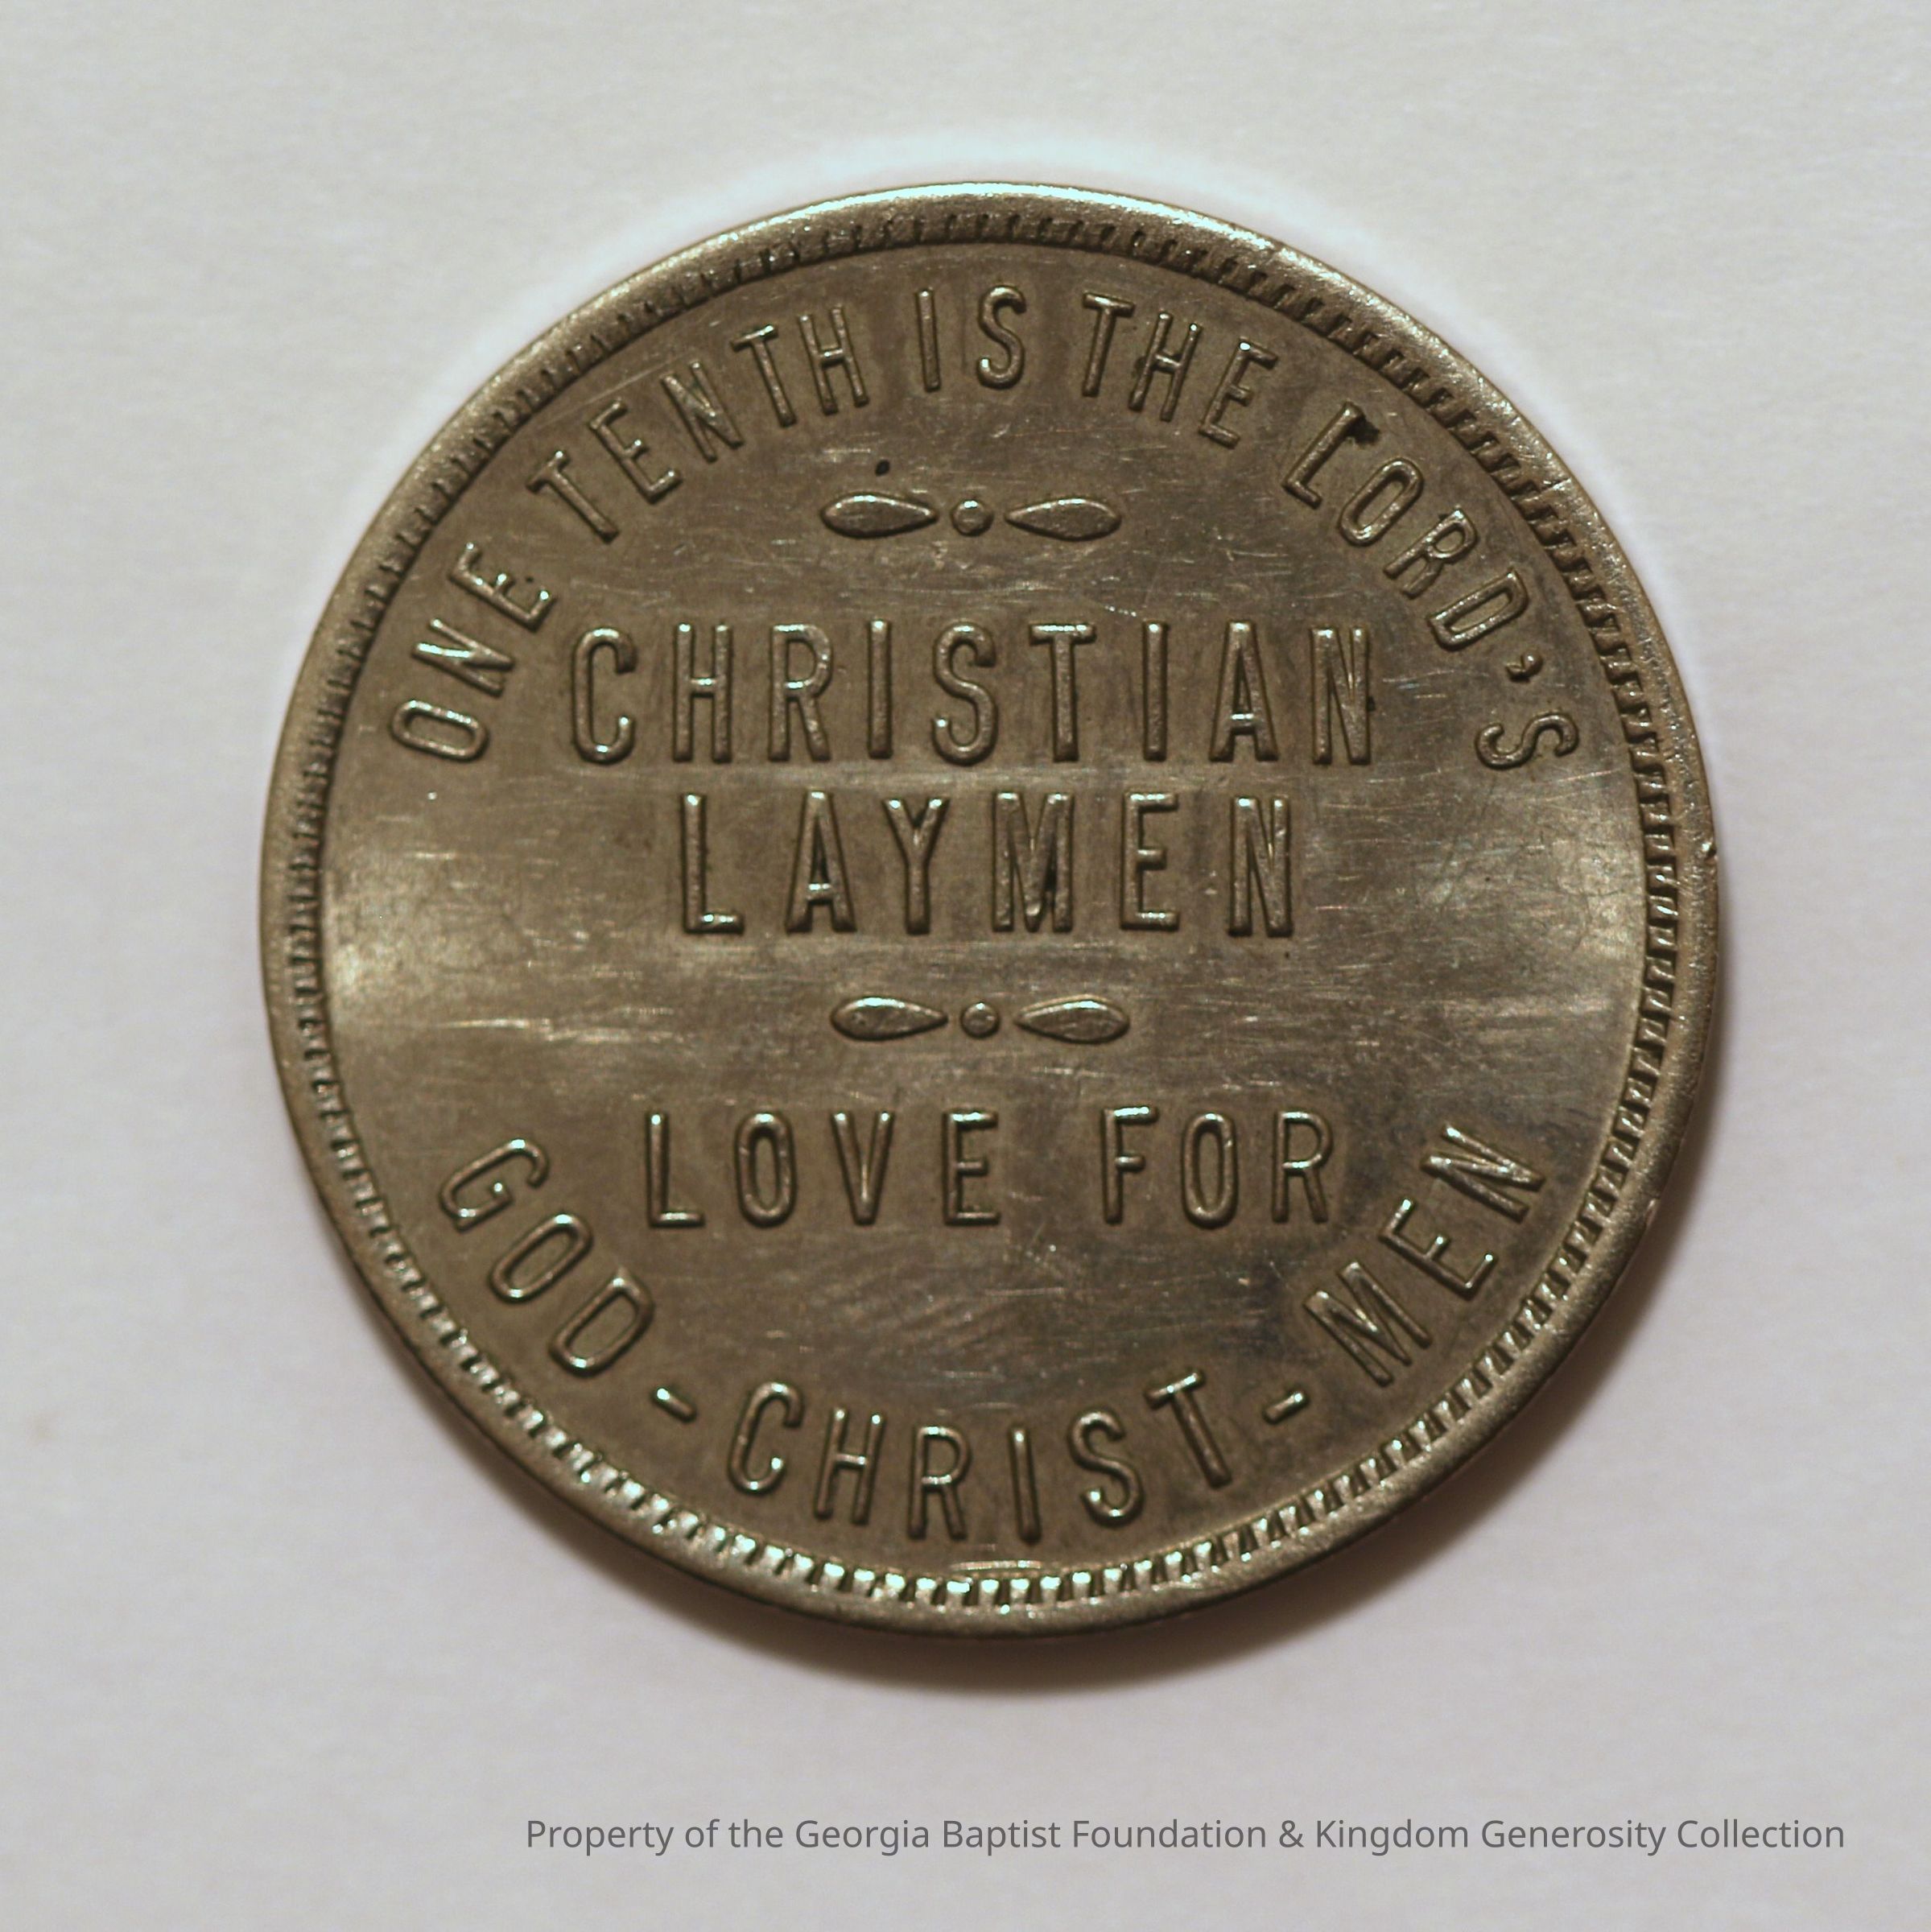 ONE TENTH IS THE LORD'S
CHRISTIAN
LAYMEN
LOVE FOR
GOD - CHRIST - MEN
Property of the Georgia Baptist Foundation & Kingdom Generosity Collection